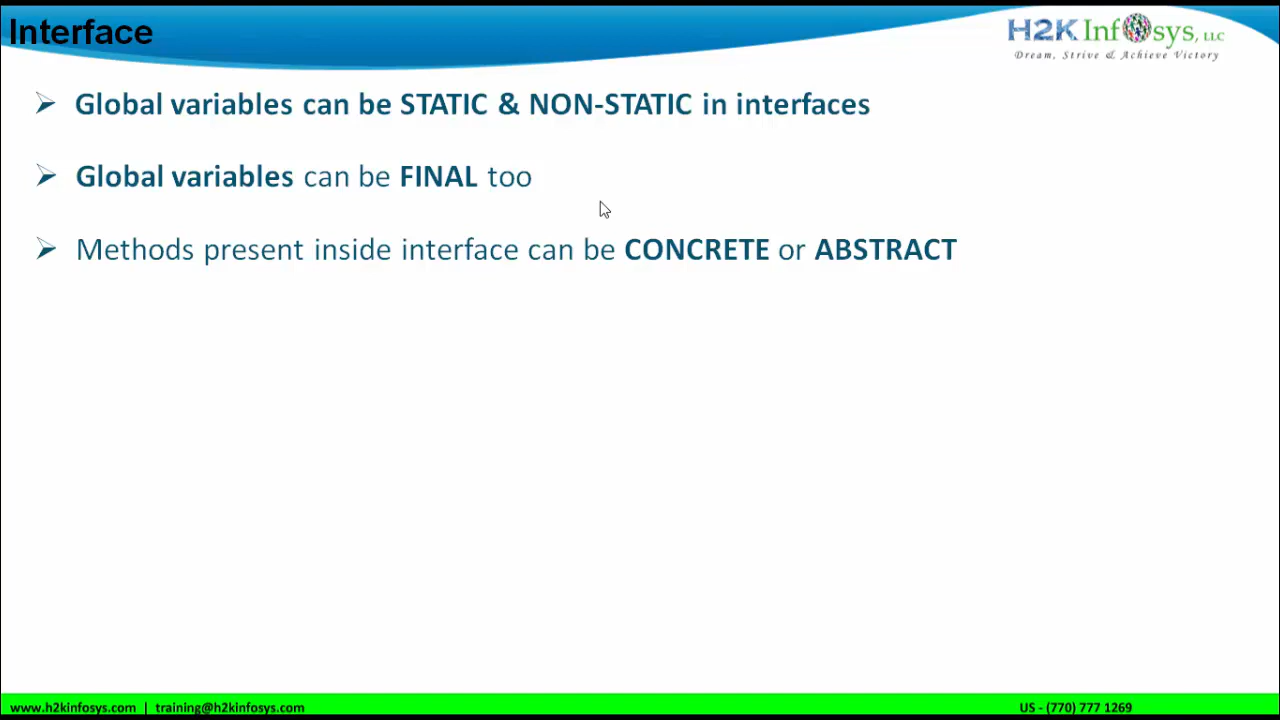 Interface
H2K Infosys, LLC
Dream, Strive & Achieve Victory
Global variables can be STATIC & NON-STATIC in interfaces
Global variables can be FINAL too
Methods present inside interface can be CONCRETE or ABSTRACT
www.h2kinfosys.com | training@h2kinfosys.com
US - (770) 777 1269